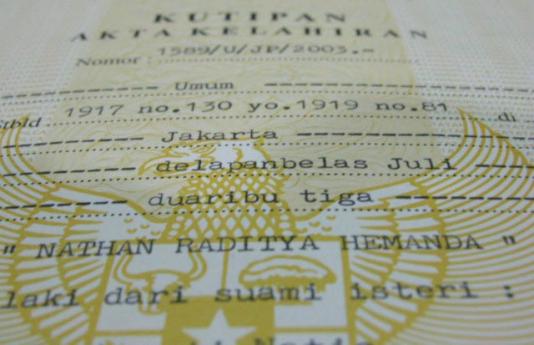 KUTIPAN
AKTA KELAHIRAN
Nomor : 1589/U/JP/2003.-
Umum
Stbld 1917 no.130 yo.1919 no.81 di
Jakarta
delapanbelas Juli
duaribu tiga
" NATHAN RADITYA HEMANDA "
laki dari suami isteri :